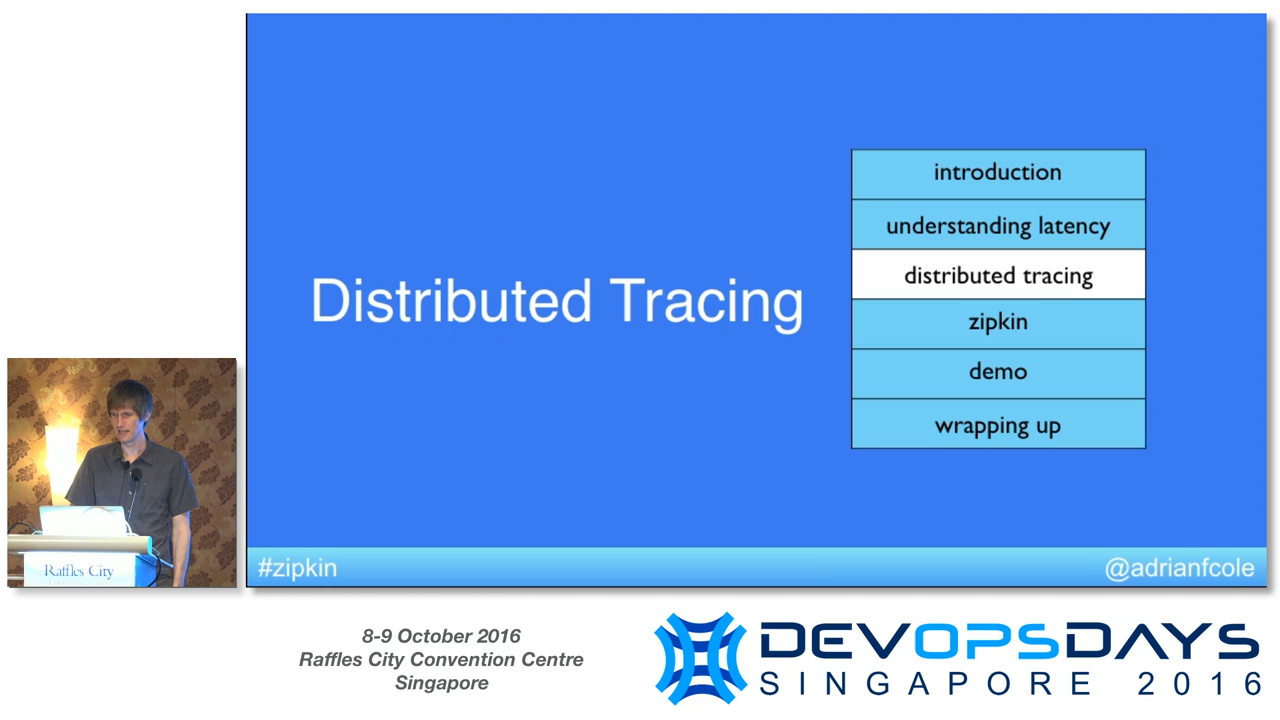 Distributed Tracing
introduction
understanding latency
distributed tracing
zipkin
demo
wrapping up
#zipkin
@adrianfcole
Raffles City
8-9 October 2016
Raffles City Convention Centre
Singapore
DEVOPSDAYS
SINGAPORE 2016